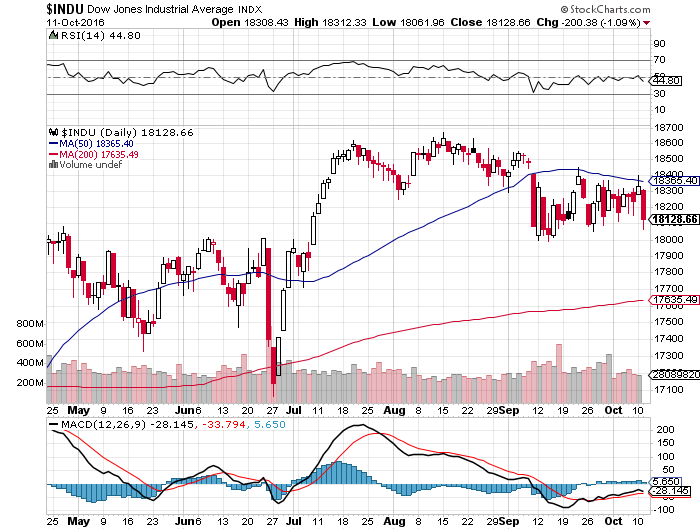 $INDU Dow Jones Industrial Average INDX © StockCharts.com
11-Oct-2016 Open 18308.43 High 18312.33 Low 18061.96 Close 18128.66 Chg -200.38 (-1.09%)
RSI(14) 44.80
90
70
50
44.80
30
10
$INDU (Daily) 18128.66
MA(50) 18365.40
MA(200) 17635.49
Volume undef
18700
18600
18500
18400
18365.40
18300
18200
18128.66
18000
17900
17800
17700
17635.49
17500
17400
17300
17200
17100
800M
600M
400M
200M
25 May 9 16 23 Jun 6 13 20 27 Jul 11 18 25 Aug 8 15 22 29 Sep 12 19 26 Oct 10
MACD(12,26,9) -28.145, -33.794, 5.650
200
150
100
50
5.650
-28.145
-100
25 May 9 16 23 Jun 6 13 20 27 Jul 11 18 25 Aug 8 15 22 29 Sep 12 19 26 Oct 10